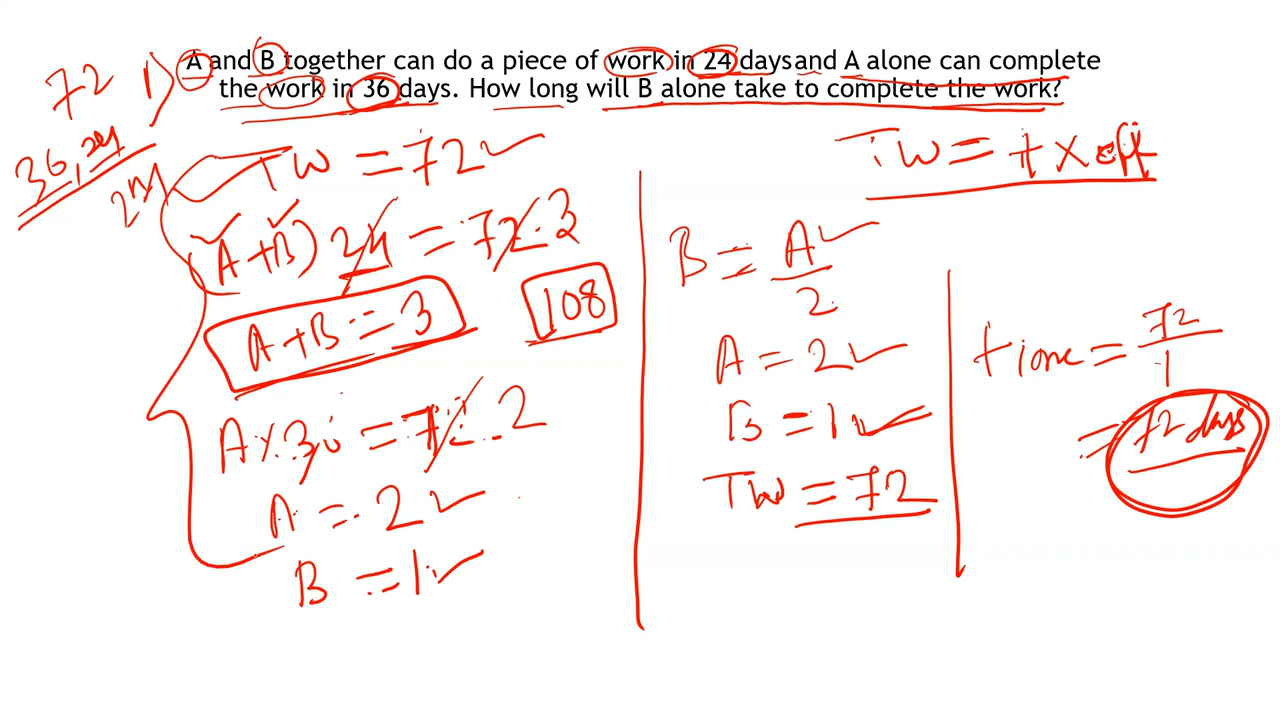 A and B together can do a piece of work in 24 days and A alone can complete
the work in 36 days. How long will B alone take to complete the work?
72 1)
36, 24
TW = 72
(A+B) 24 = 72 3
A+B = 3
108
A × 36 = 72 2
A = 2
B = 1
TW = t × eff
B = A/2
A = 2
B = 1
TW = 72
time = 72/1
= 72 days